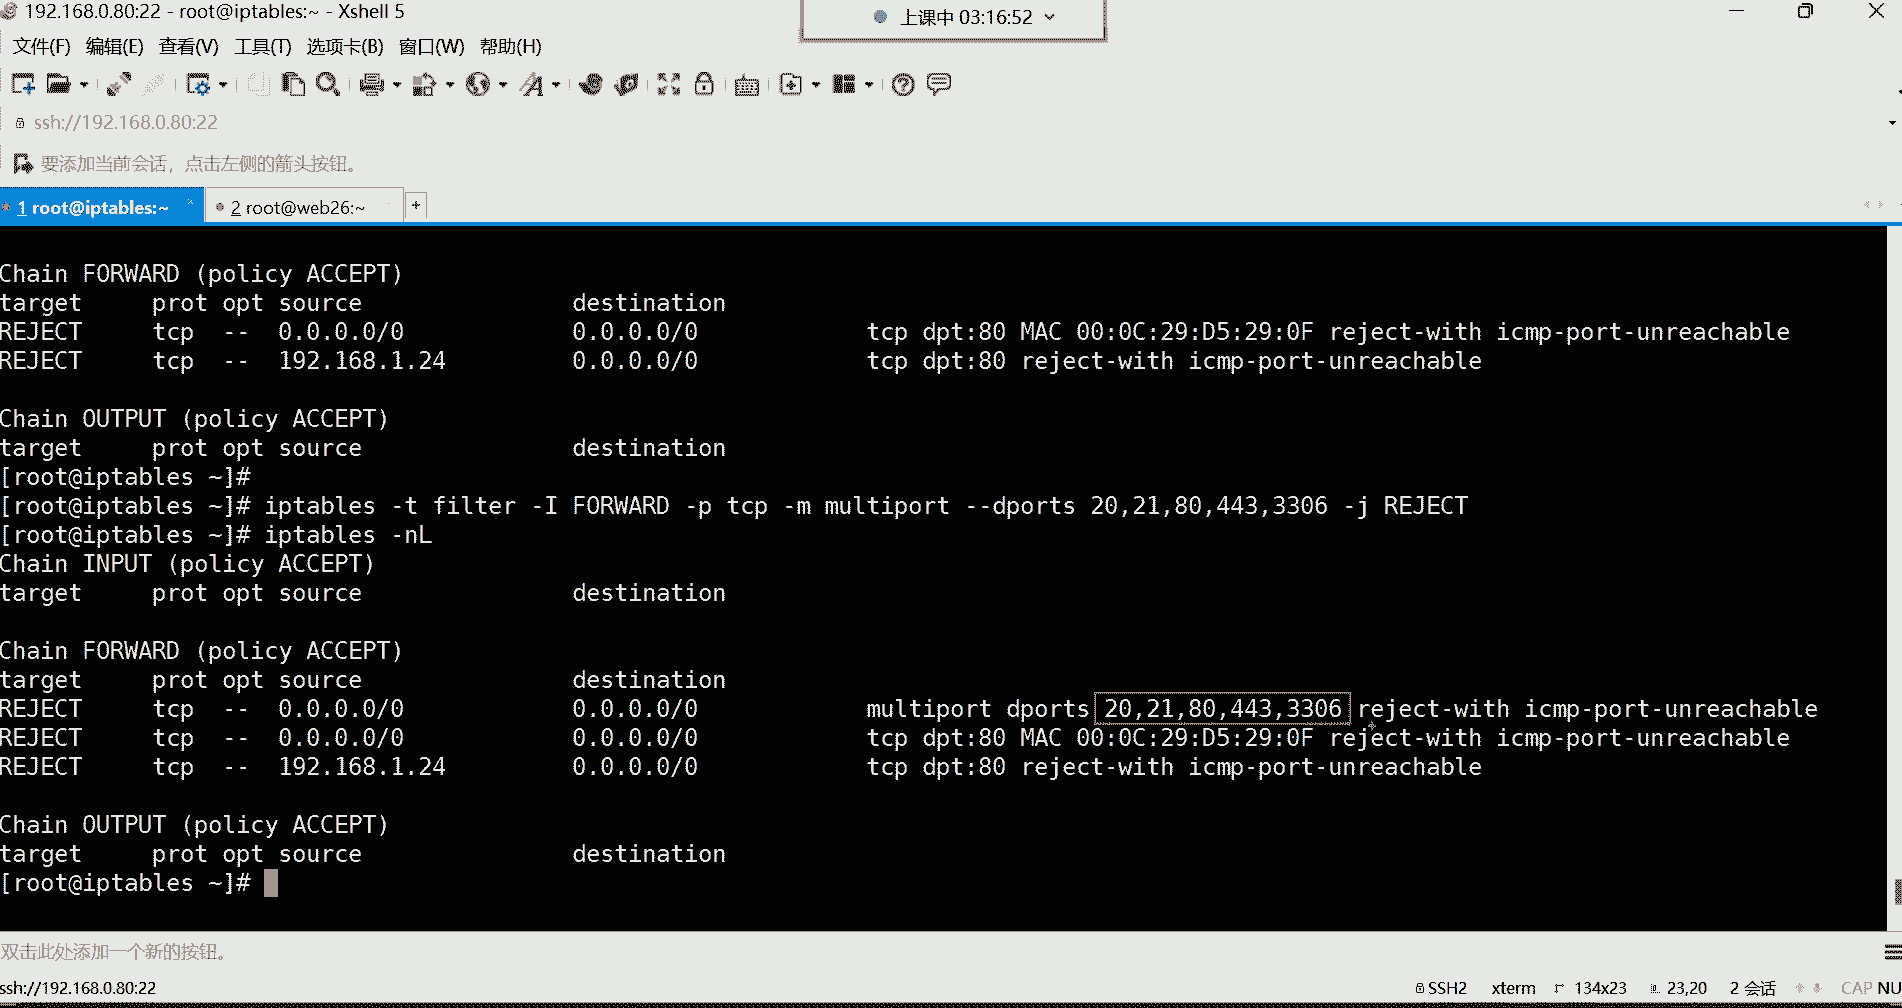 192.168.0.80:22 - root@iptables:~ - Xshell 5
上课中 03:16:52
文件(F) 编辑(E) 查看(V) 工具(T) 选项卡(B) 窗口(W) 帮助(H)
ssh://192.168.0.80:22
要添加当前会话，点击左侧的箭头按钮。
1 root@iptables:~ × 2 root@web26:~ +
Chain FORWARD (policy ACCEPT)
target     prot opt source               destination
REJECT     tcp  --  0.0.0.0/0            0.0.0.0/0            tcp dpt:80 MAC 00:0C:29:D5:29:0F reject-with icmp-port-unreachable
REJECT     tcp  --  192.168.1.24         0.0.0.0/0            tcp dpt:80 reject-with icmp-port-unreachable
Chain OUTPUT (policy ACCEPT)
target     prot opt source               destination
[root@iptables ~]#
[root@iptables ~]# iptables -t filter -I FORWARD -p tcp -m multiport --dports 20,21,80,443,3306 -j REJECT
[root@iptables ~]# iptables -nL
Chain INPUT (policy ACCEPT)
target     prot opt source               destination
Chain FORWARD (policy ACCEPT)
target     prot opt source               destination
REJECT     tcp  --  0.0.0.0/0            0.0.0.0/0            multiport dports 20,21,80,443,3306 reject-with icmp-port-unreachable
REJECT     tcp  --  0.0.0.0/0            0.0.0.0/0            tcp dpt:80 MAC 00:0C:29:D5:29:0F reject-with icmp-port-unreachable
REJECT     tcp  --  192.168.1.24         0.0.0.0/0            tcp dpt:80 reject-with icmp-port-unreachable
Chain OUTPUT (policy ACCEPT)
target     prot opt source               destination
[root@iptables ~]#
双击此处添加一个新的按钮。
ssh://192.168.0.80:22 SSH2 xterm 134x23 23,20 2 会话 CAP NU